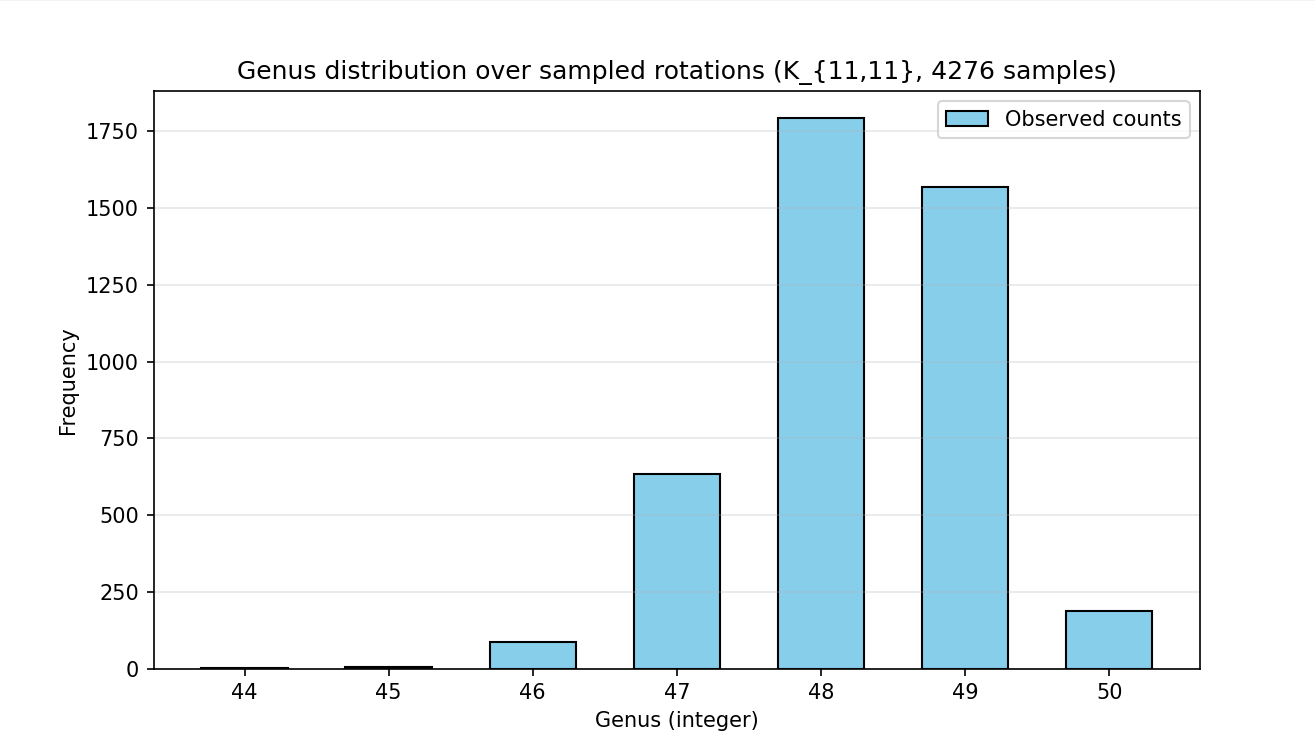 Genus distribution over sampled rotations (K_{11,11}, 4276 samples)
Observed counts
1750
1500
1250
1000
750
500
250
0
Frequency
44 45 46 47 48 49 50
Genus (integer)